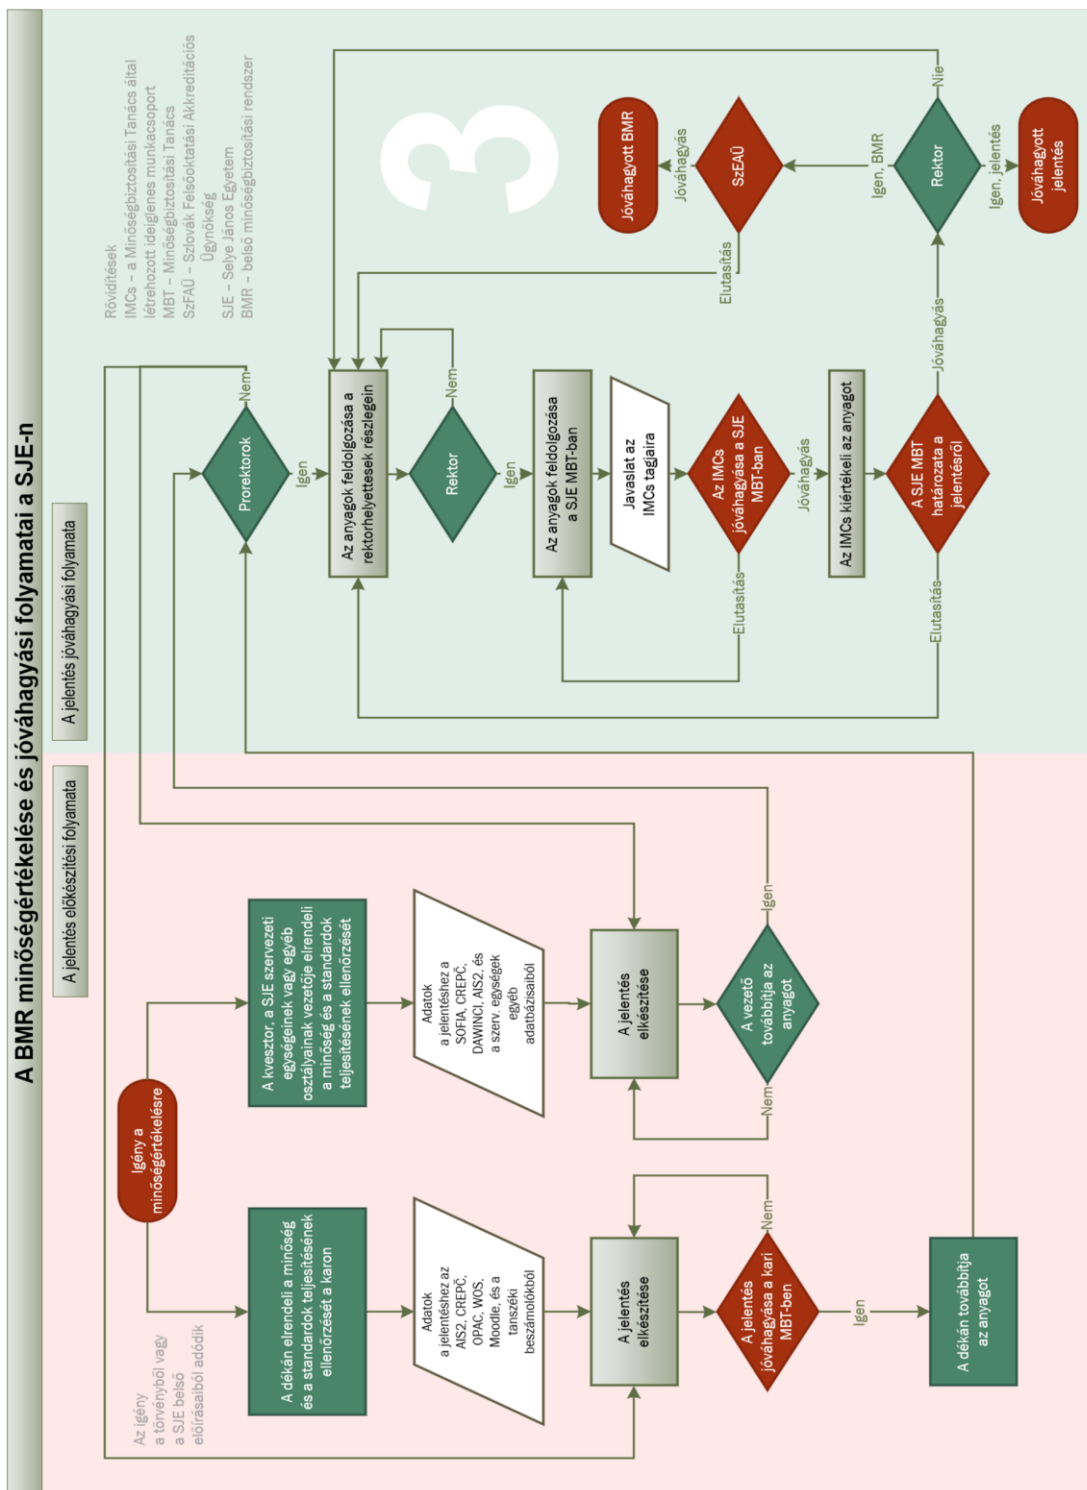 A BMR minőségértékelése és jóváhagyási folyamatai a SJE-n
A jelentés előkészítési folyamata
A jelentés jóváhagyási folyamata
Az igény
a törvényből vagy
a SJE belső
előírásaiból adódik
Igény a
minőségértékelésre
A dékán elrendeli a minőség
és a standardok teljesítésének
ellenőrzését a karon
Adatok
a jelentéshez az
AIS2, CREPČ,
OPAC, WOS,
Moodle, és a
tanszéki
beszámolókból
A jelentés
elkészítése
A jelentés
jóváhagyása a kari
MBT-ben
Nem
Igen
A dékán továbbítja
az anyagot
A kvesztor, a SJE szervezeti
egységeinek vagy egyéb
osztályainak vezetője elrendeli
a minőség és a standardok
teljesítésének ellenőrzését
Adatok
a jelentéshez a
SOFIA, CREPČ,
DAWINCI, AIS2, és
a szerv. egységek
egyéb
adatbázisaiból
A jelentés
elkészítése
A vezető
továbbítja az
anyagot
Nem
Igen
Rövidítések
IMCs – a Minőségbiztosítási Tanács által
létrehozott ideiglenes munkacsoport
MBT – Minőségbiztosítási Tanács
SzFAÜ – Szlovák Felsőoktatási Akkreditációs
Ügynökség
SJE – Selye János Egyetem
BMR – belső minőségbiztosítási rendszer
3
Prorektorok
Nem
Igen
Az anyagok feldolgozása a
rektorhelyettesek részlegein
Rektor
Nem
Igen
Az anyagok feldolgozása
a SJE MBT-ban
Javaslat az
IMCs tagjaira
Az IMCs
jóváhagyása a SJE
MBT-ban
Elutasítás
Jóváhagyás
Az IMCs kiértékeli az anyagot
A SJE MBT
határozata a
jelentésről
Elutasítás
Jóváhagyás
Rektor
Nie
Igen, BMR
Igen, jelentés
Jóváhagyott
jelentés
SzEAÜ
Elutasítás
Jóváhagyás
Jóváhagyott BMR